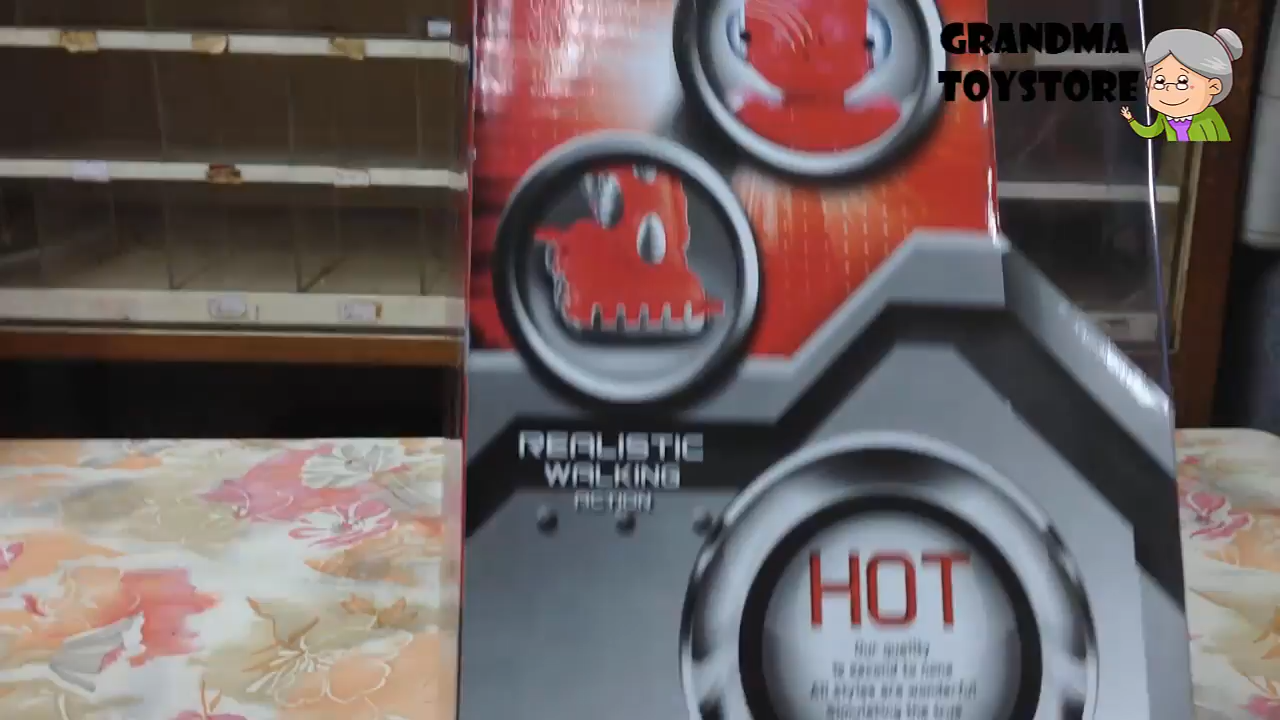 GRANDMA
TOYSTORE
REALISTIC
WALKING
ACTION
HOT
Our quality
is second to none
All styles are wonderful